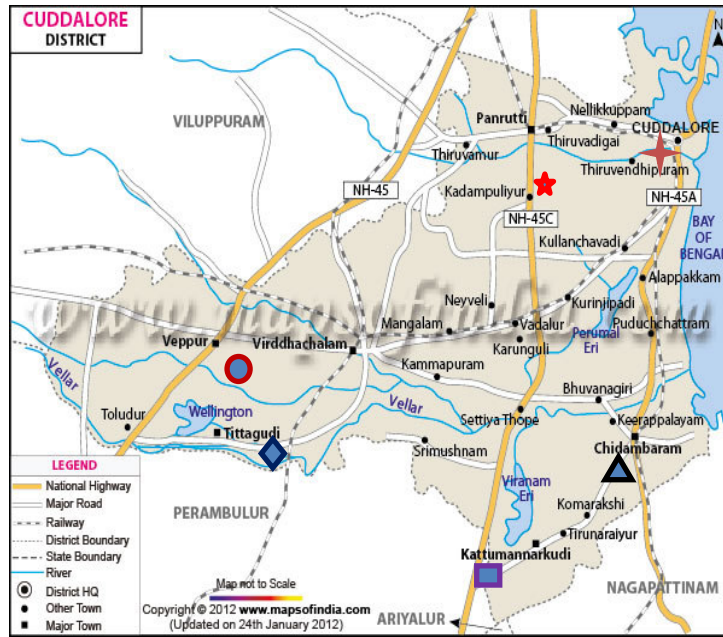 CUDDALORE
DISTRICT
N
VILUPPURAM
Nellikkuppam
Panrutti
CUDDALORE
Thiruvadigai
Thiruvamur
Thiruvendhipuram
NH-45
Kadampuliyur
NH-45A
NH-45C
BAY
OF
BENGAL
Kullanchavadi
Alappakkam
www.mapsofindia.com
Neyveli
Kurinjipadi
Mangalam
Vadalur
Puduchchattram
Veppur
Virddhachalam
Karunguli
Perumal
Eri
Kammapuram
Vellar
Bhuvanagiri
Wellington
Vellar
Toludur
Settiya Thope
Keerappalayam
Tittagudi
Chidambaram
Srimushnam
LEGEND
National Highway
Major Road
Railway
District Boundary
State Boundary
River
District HQ
Other Town
Major Town
Viranam
Eri
PERAMBULUR
Komarakshi
Tirunaraiyur
Kattumannarkudi
Map not to Scale
NAGAPATTINAM
Copyright © 2012 www.mapsofindia.com
(Updated on 24th January 2012)
ARIYALUR